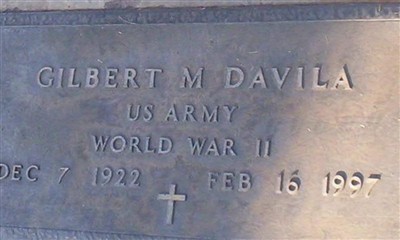 GILBERT M DAVILA
US ARMY
WORLD WAR II
DEC 7 1922 FEB 16 1997